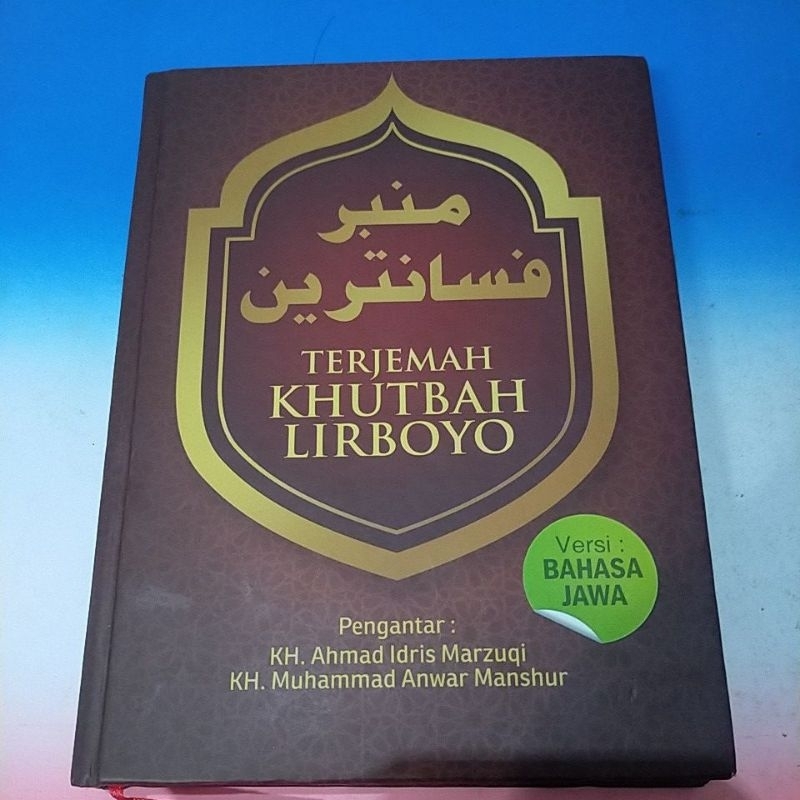 منبر
فسانترين
TERJEMAH
KHUTBAH
LIRBOYO
Versi :
BAHASA
JAWA
Pengantar :
KH. Ahmad Idris Marzuqi
KH. Muhammad Anwar Manshur